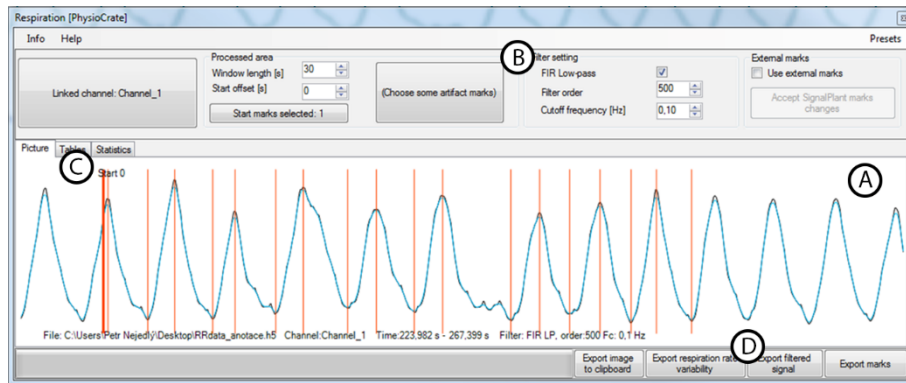 Respiration [PhysioCrate]
Info Help Presets
Linked channel: Channel_1
Processed area
Window length [s] 30
Start offset [s] 0
Start marks selected: 1
(Choose some artifact marks)
B
Filter setting
FIR Low-pass
Filter order 500
Cutoff frequency [Hz] 0,10
External marks
Use external marks
Accept SignalPlant marks
changes
Picture Tables Statistics
C
Start 0
A
File: C:\Users\Petr Nejedly\Desktop\RRdata_anotace.h5 Channel:Channel_1 Time:223,982 s - 267,399 s Filter: FIR LP, order:500 Fc: 0,1 Hz
D
Export image
to clipboard
Export respiration rate
variability
Export filtered
signal
Export marks